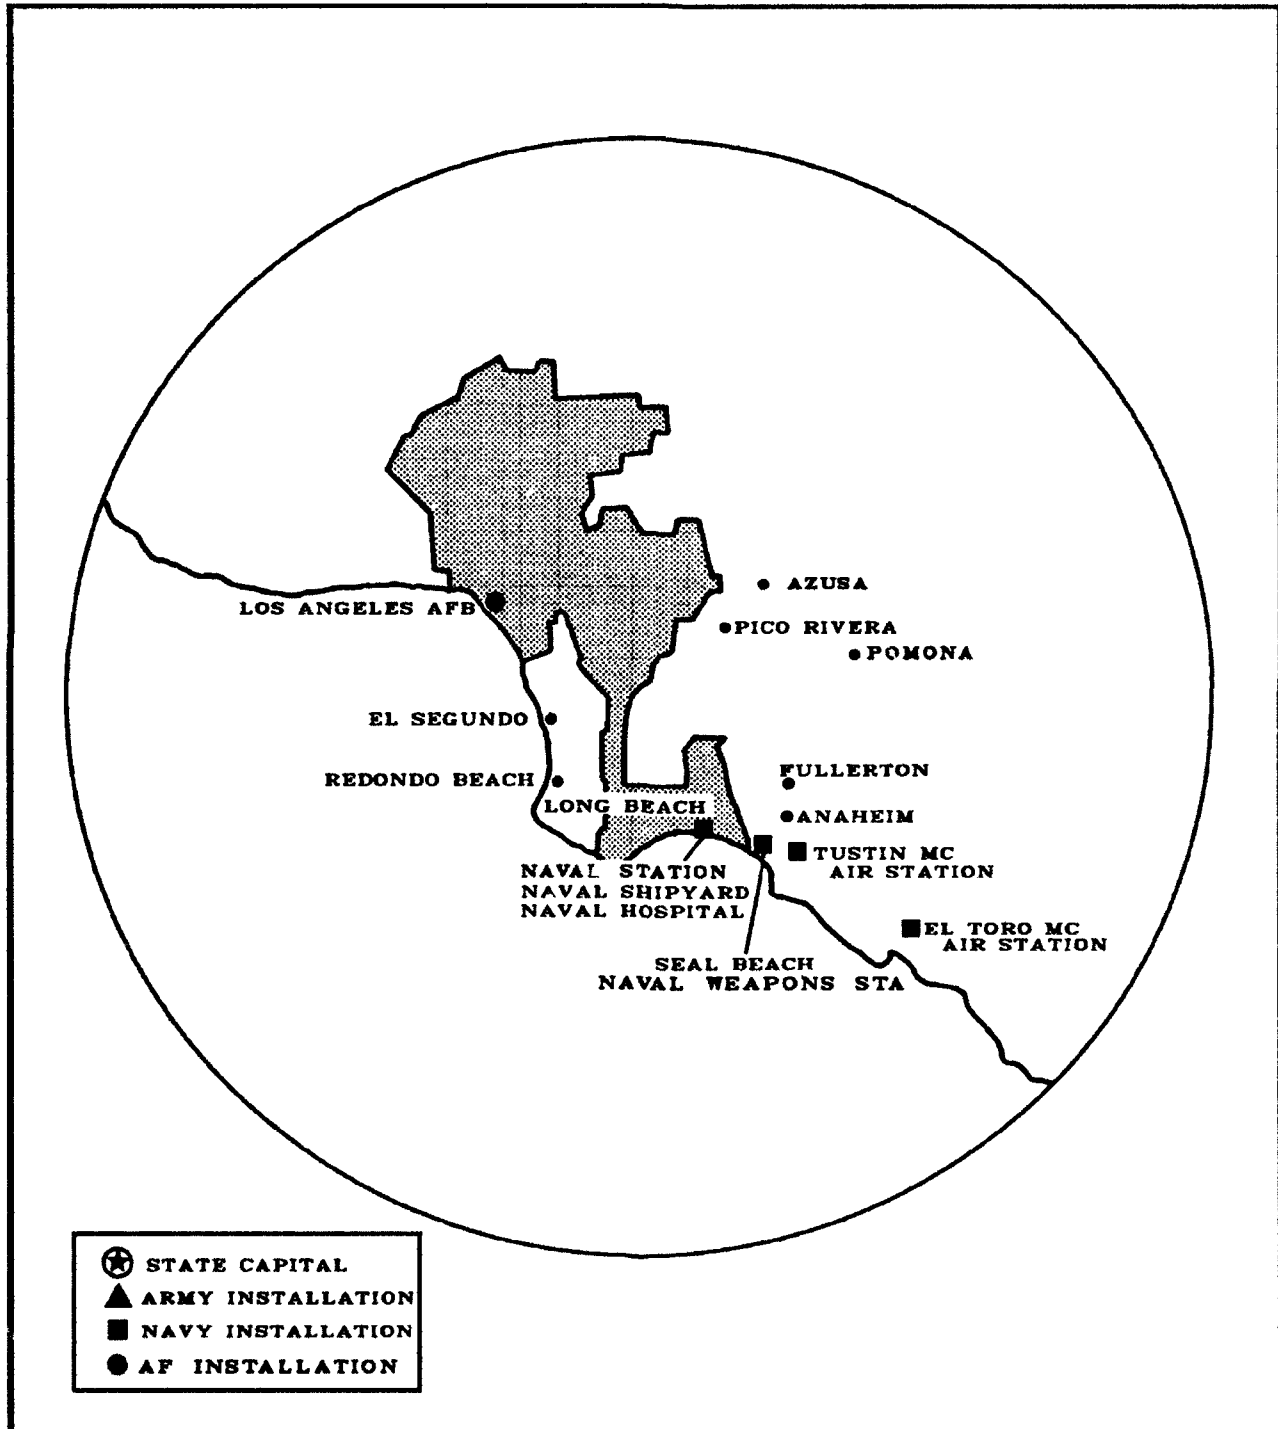 AZUSA
LOS ANGELES AFB
PICO RIVERA
POMONA
EL SEGUNDO
REDONDO BEACH
FULLERTON
LONG BEACH
ANAHEIM
TUSTIN MC
AIR STATION
NAVAL STATION
NAVAL SHIPYARD
NAVAL HOSPITAL
EL TORO MC
AIR STATION
SEAL BEACH
NAVAL WEAPONS STA
STATE CAPITAL
ARMY INSTALLATION
NAVY INSTALLATION
AF INSTALLATION